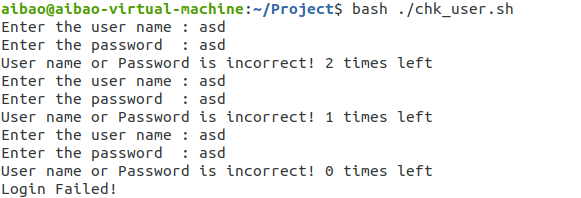 aibao@aibao-virtual-machine:~/Project$ bash ./chk_user.sh
Enter the user name : asd
Enter the password  : asd
User name or Password is incorrect! 2 times left
Enter the user name : asd
Enter the password  : asd
User name or Password is incorrect! 1 times left
Enter the user name : asd
Enter the password  : asd
User name or Password is incorrect! 0 times left
Login Failed!